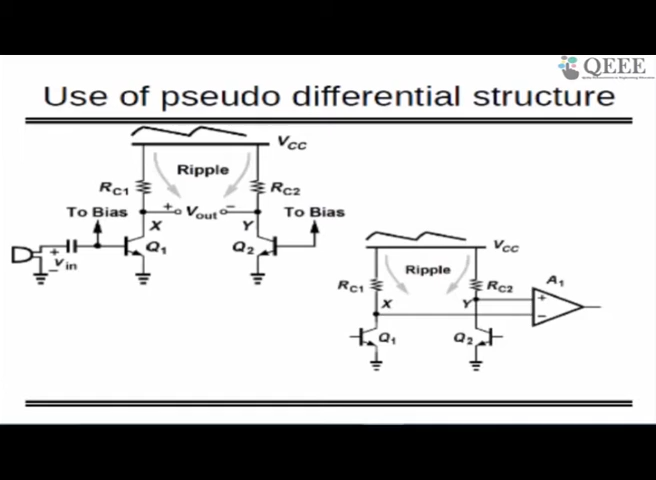 QEEE
Use of pseudo differential structure
VCC
Ripple
RC1
RC2
To Bias
+ Vout −
To Bias
X
Y
+
Vin
−
Q1
Q2
VCC
Ripple
RC1
RC2
A1
X
Y
+
−
Q1
Q2